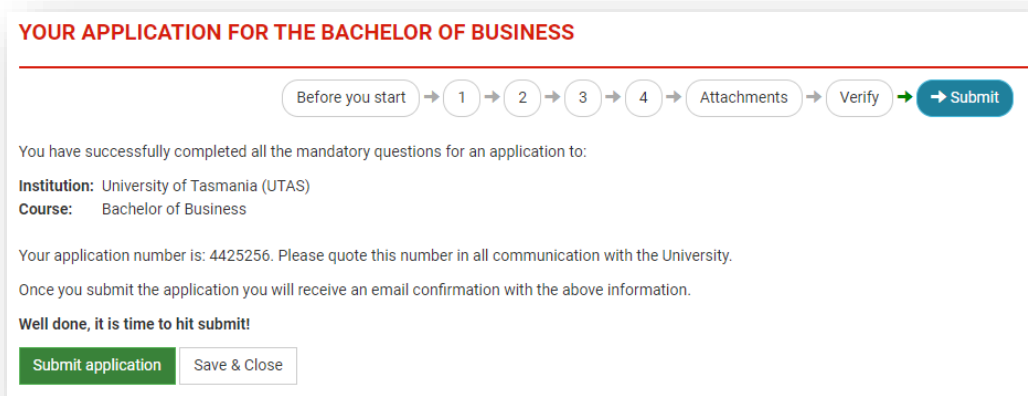 YOUR APPLICATION FOR THE BACHELOR OF BUSINESS
Before you start 1 2 3 4 Attachments Verify Submit
You have successfully completed all the mandatory questions for an application to:
Institution: University of Tasmania (UTAS)
Course: Bachelor of Business
Your application number is: 4425256. Please quote this number in all communication with the University.
Once you submit the application you will receive an email confirmation with the above information.
Well done, it is time to hit submit!
Submit application Save & Close